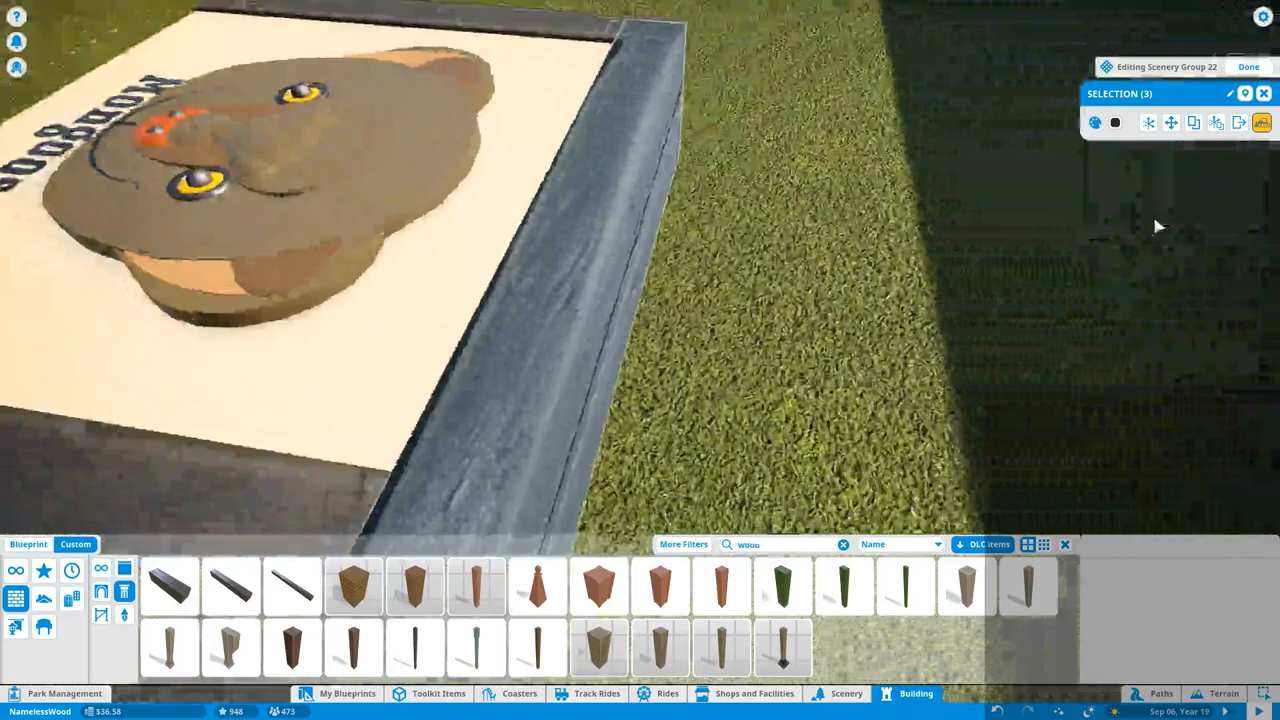 Editing Scenery Group 22 Done
SELECTION (3)
Mongoos
Blueprint Custom
More Filters wood Name DLC Items
Park Management My Blueprints Toolkit Items Coasters Track Rides Rides Shops and Facilities Scenery Building Paths Terrain
NamelessWood $36.58 948 473 Sep 06, Year 19